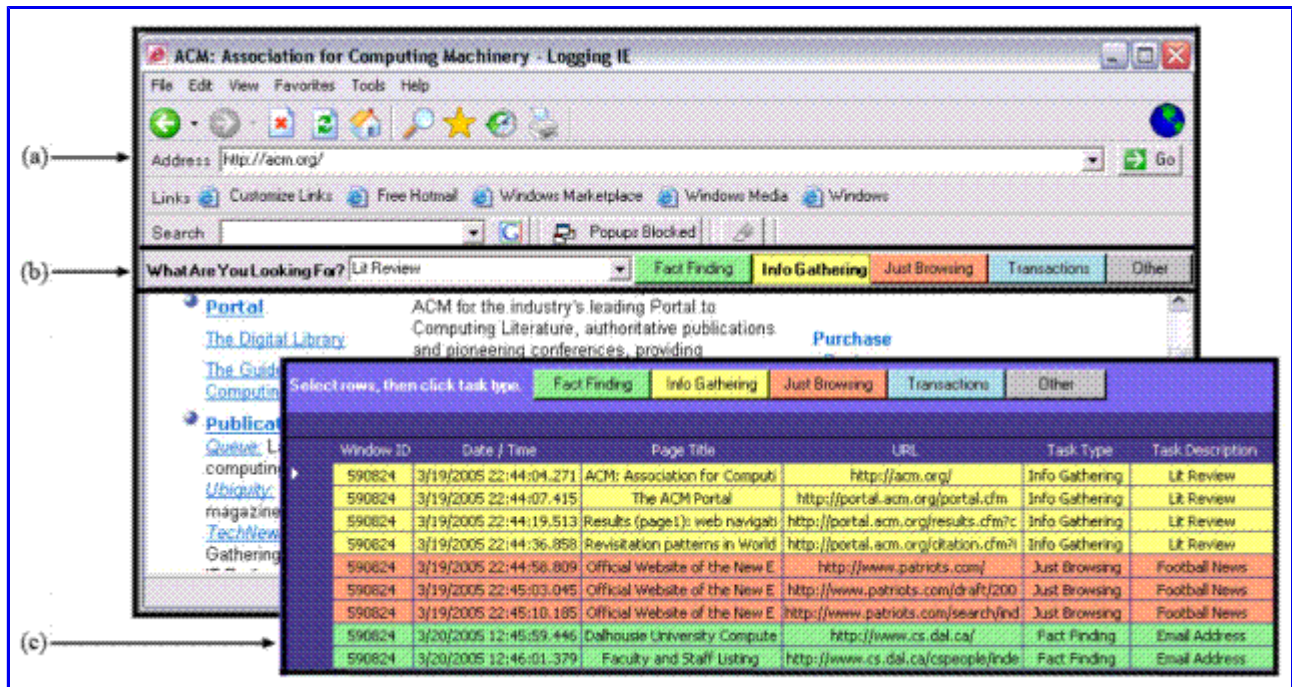 ACM: Association for Computing Machinery - Logging IE
File Edit View Favorites Tools Help
(a)
Address http://acm.org/ Go
Links Customize Links Free Hotmail Windows Marketplace Windows Media Windows
Search Popups Blocked
(b)
What Are You Looking For? Lit Review Fact Finding Info Gathering Just Browsing Transactions Other
Portal
The Digital Library
The Guide
Computin
ACM for the industry's leading Portal to
Computing Literature, authoritative publications
and pioneering conferences, providing
Purchase
Publicat
Queue: L
computing
Ubiquity:
magazine
TechNew
Gathering
Select rows, then click task type. Fact Finding Info Gathering Just Browsing Transactions Other
Window ID Date / Time Page Title URL Task Type Task Description
590824 3/19/2005 22:44:04.271 ACM: Association for Computi http://acm.org/ Info Gathering Lit Review
590824 3/19/2005 22:44:07.415 The ACM Portal http://portal.acm.org/portal.cfm Info Gathering Lit Review
590824 3/19/2005 22:44:19.513 Results (page1): web navigati http://portal.acm.org/results.cfm?c Info Gathering Lit Review
590824 3/19/2005 22:44:36.858 Revisitation patterns in World http://portal.acm.org/citation.cfm?i Info Gathering Lit Review
590824 3/19/2005 22:44:58.809 Official Website of the New E http://www.patriots.com/ Just Browsing Football News
590824 3/19/2005 22:45:03.045 Official Website of the New E http://www.patriots.com/draft/200 Just Browsing Football News
590824 3/19/2005 22:45:10.185 Official Website of the New E http://www.patriots.com/search/ind Just Browsing Football News
(c)
590824 3/20/2005 12:45:59.446 Dalhousie University Compute http://www.cs.dal.ca/ Fact Finding Email Address
590824 3/20/2005 12:46:01.379 Faculty and Staff Listing http://www.cs.dal.ca/cspeople/inde Fact Finding Email Address